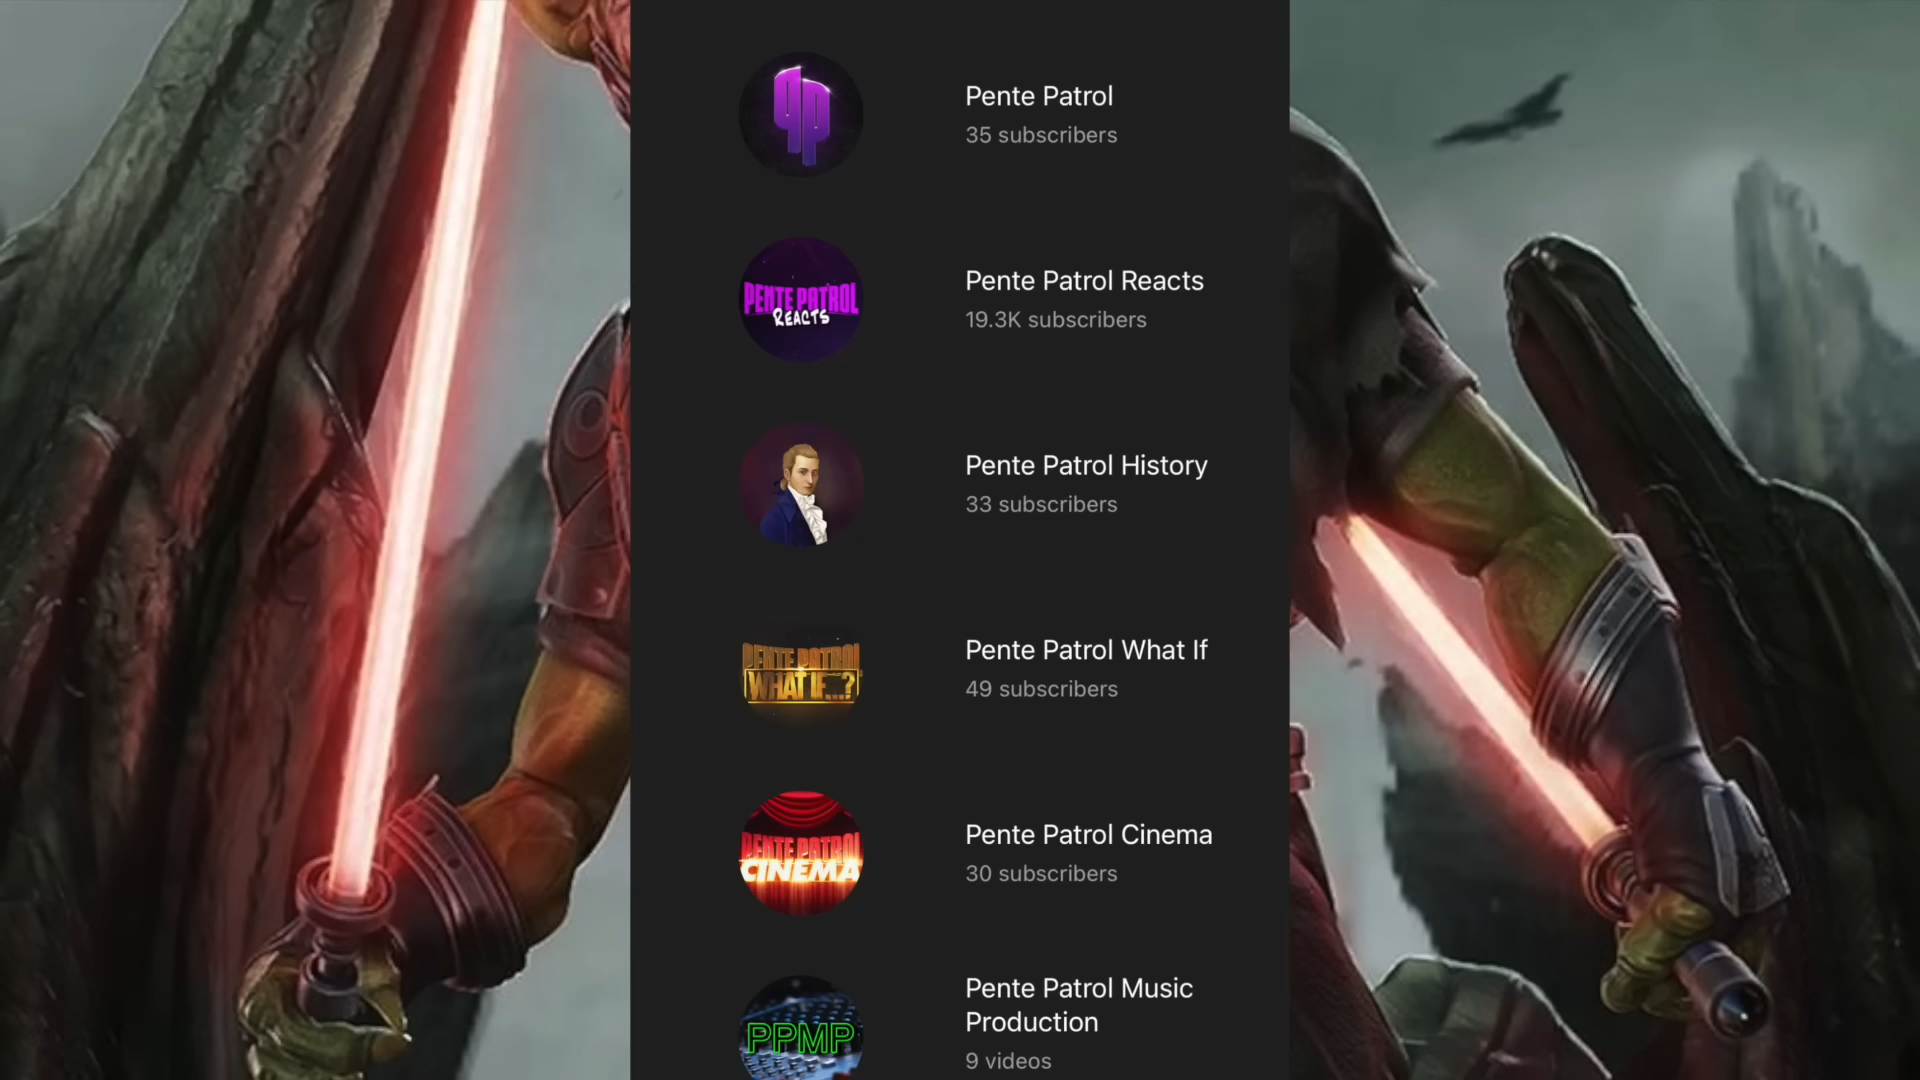 Pente Patrol
35 subscribers
PENTE PATROL
REACTS
Pente Patrol Reacts
19.3K subscribers
Pente Patrol History
33 subscribers
PENTE PATROL
WHAT IF...?
Pente Patrol What If
49 subscribers
PENTE PATROL
CINEMA
Pente Patrol Cinema
30 subscribers
PPMP
Pente Patrol Music
Production
9 videos